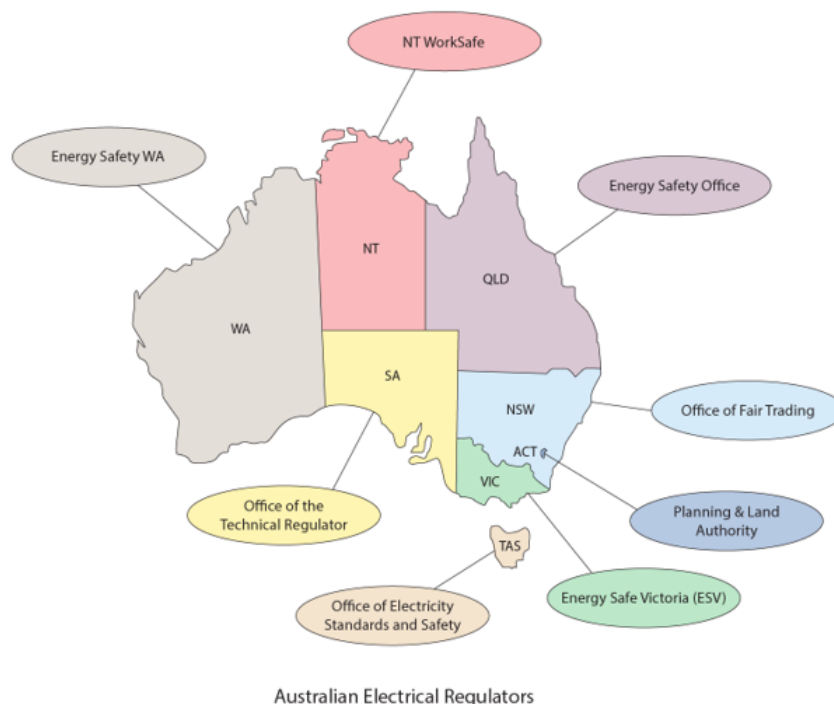 NT WorkSafe
Energy Safety WA
Energy Safety Office
NT
QLD
WA
SA
NSW
Office of Fair Trading
ACT
VIC
Office of the
Technical Regulator
Planning & Land
Authority
TAS
Office of Electricity
Standards and Safety
Energy Safe Victoria (ESV)
Australian Electrical Regulators